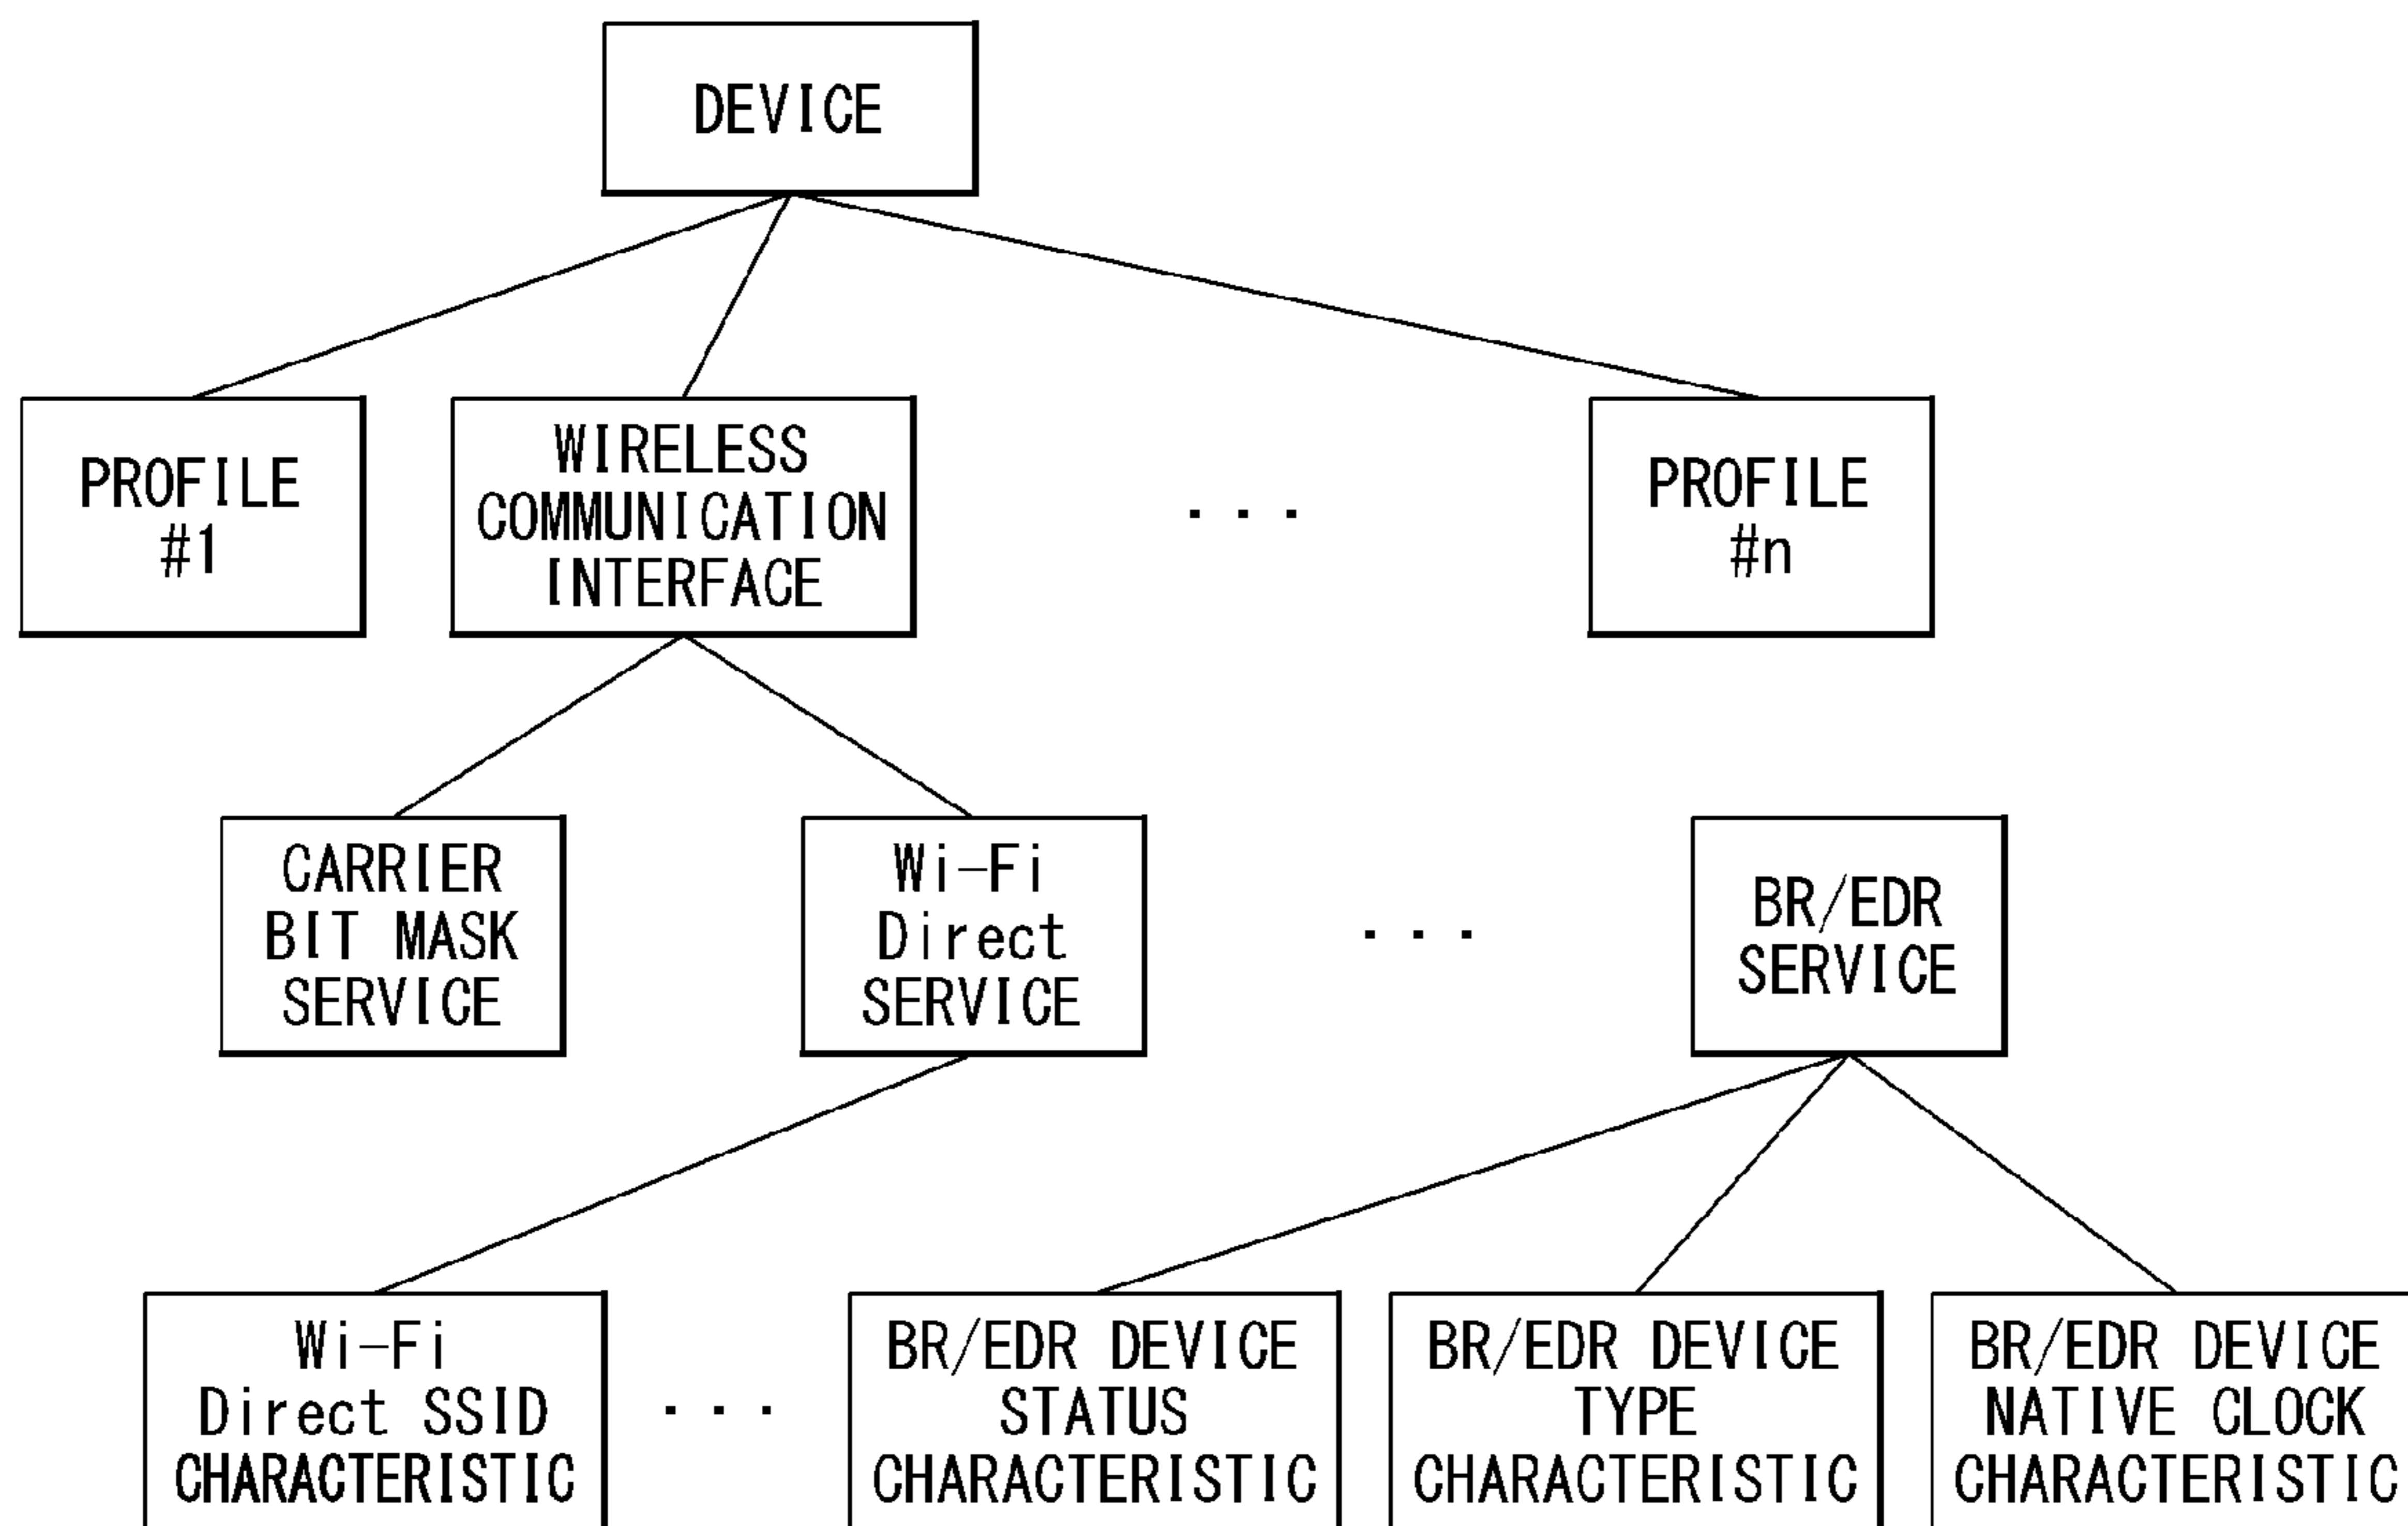 DEVICE
PROFILE
#1
WIRELESS
COMMUNICATION
INTERFACE
. . .
PROFILE
#n
CARRIER
BIT MASK
SERVICE
Wi-Fi
Direct
SERVICE
. . .
BR/EDR
SERVICE
Wi-Fi
Direct SSID
CHARACTERISTIC
. . .
BR/EDR DEVICE
STATUS
CHARACTERISTIC
BR/EDR DEVICE
TYPE
CHARACTERISTIC
BR/EDR DEVICE
NATIVE CLOCK
CHARACTERISTIC